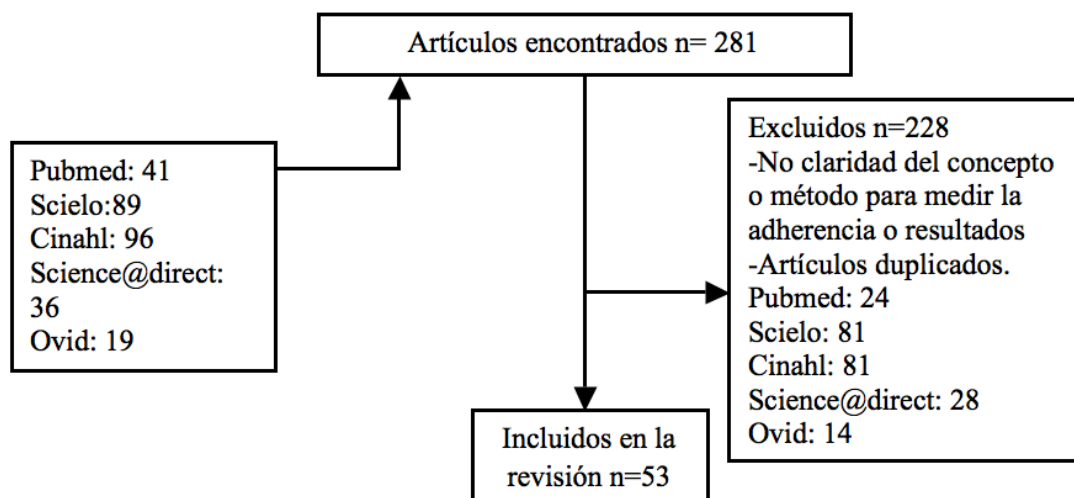 Artículos encontrados n= 281
Pubmed: 41
Scielo:89
Cinahl: 96
Science@direct:
36
Ovid: 19
Excluidos n=228
-No claridad del concepto
o método para medir la
adherencia o resultados
-Artículos duplicados.
Pubmed: 24
Scielo: 81
Cinahl: 81
Science@direct: 28
Ovid: 14
Incluidos en la
revisión n=53